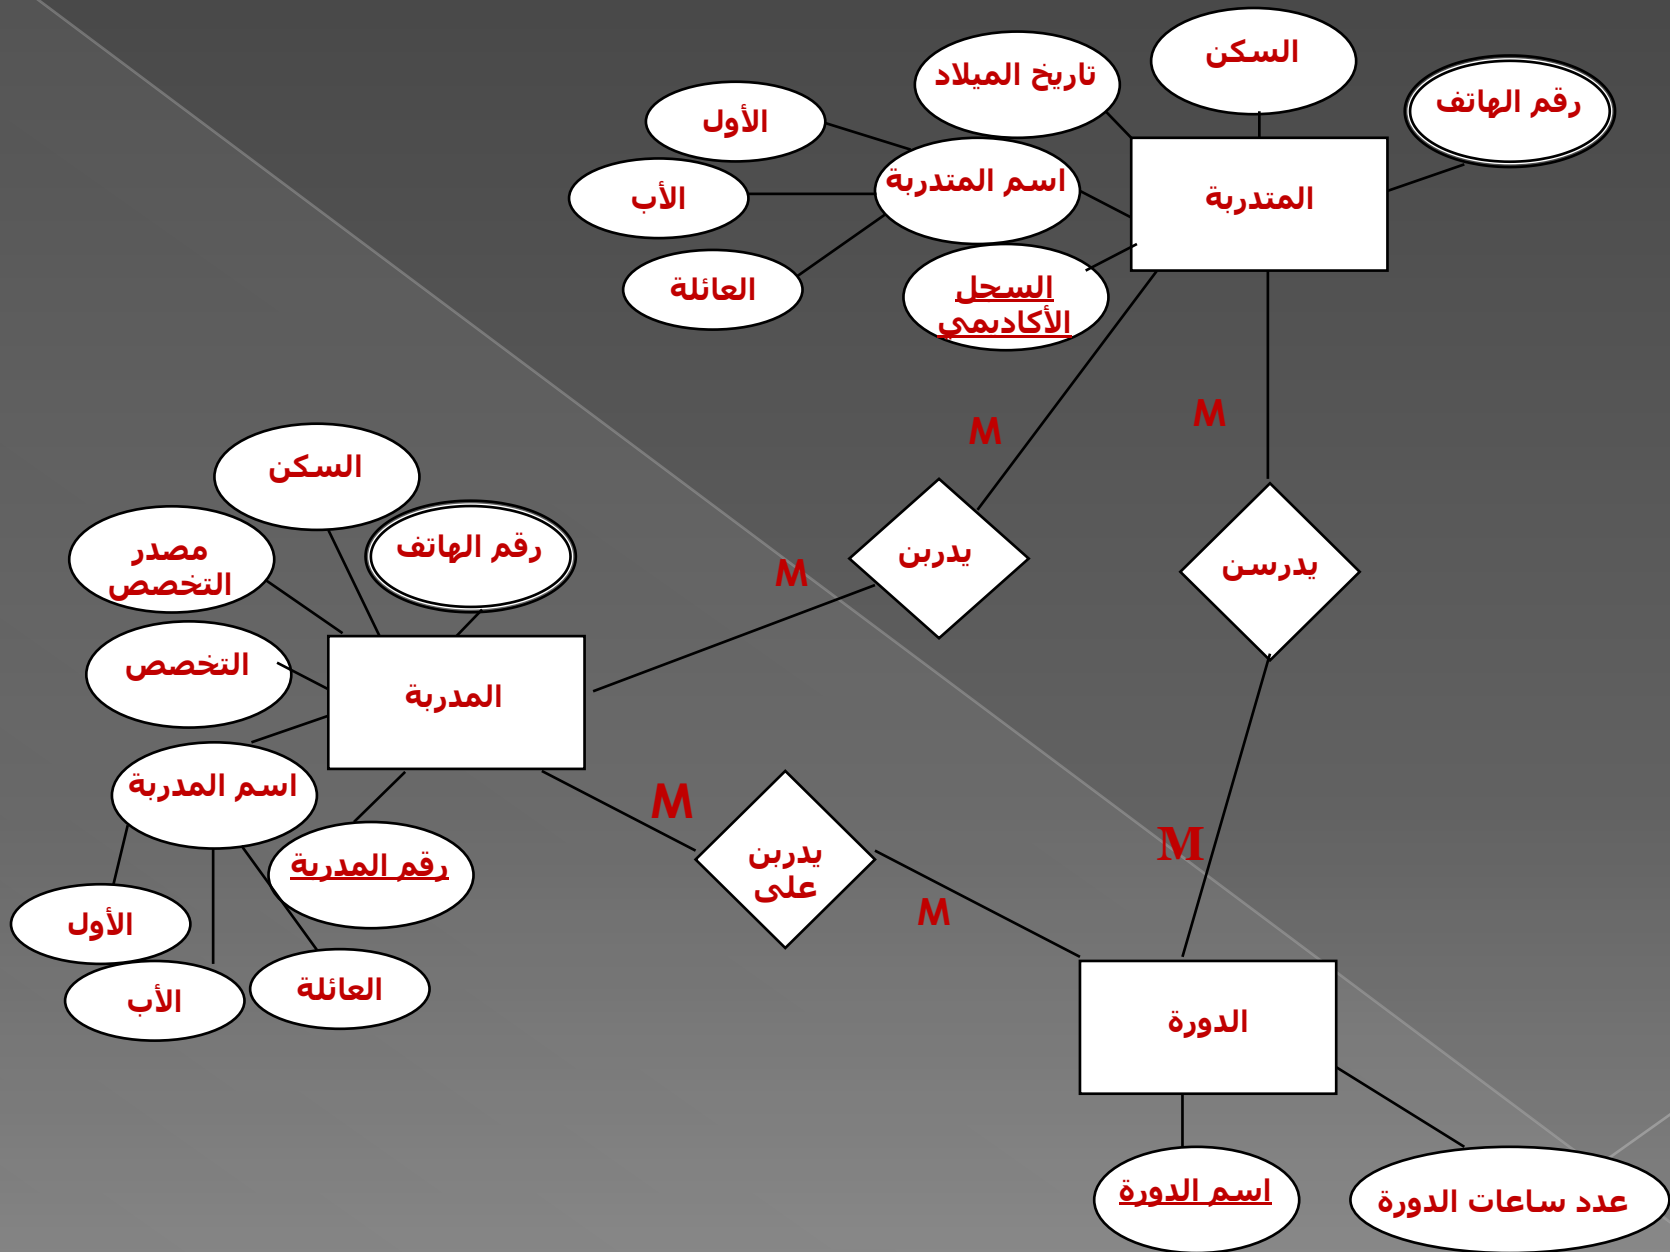 السكن
تاريخ الميلاد
رقم الهاتف
الأول
اسم المتدربة
المتدربة
الأب
العائلة
السحل
الأكاديمي
M
M
السكن
رقم الهاتف
مصدر
التخصص
يدربن
يدرسن
M
التخصص
المدربة
اسم المدربة
M
M
يدربن
على
رقم المدربة
M
الأول
العائلة
الأب
الدورة
اسم الدورة
عدد ساعات الدورة